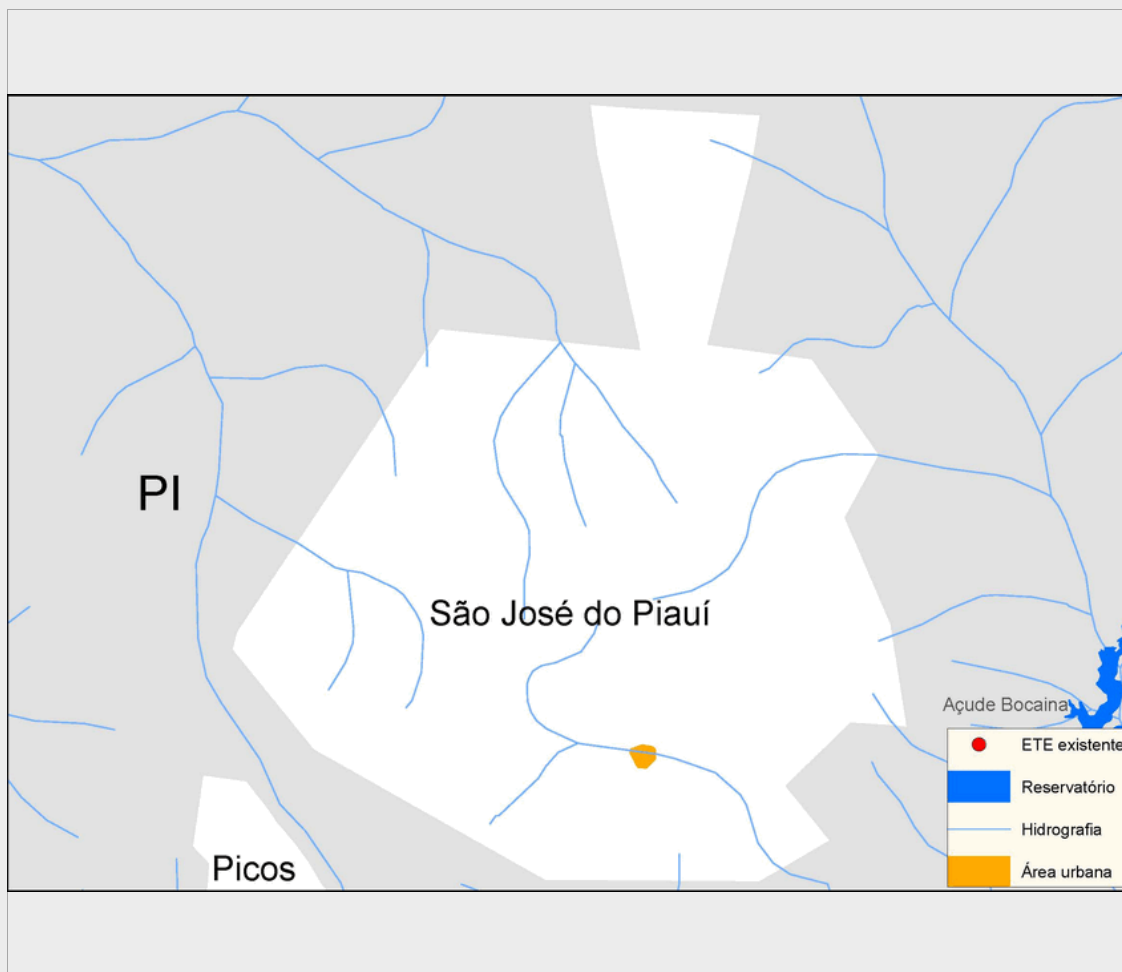 PI
São José do Piauí
Açude Bocaina
ETE existente
Reservatório
Hidrografia
Área urbana
Picos